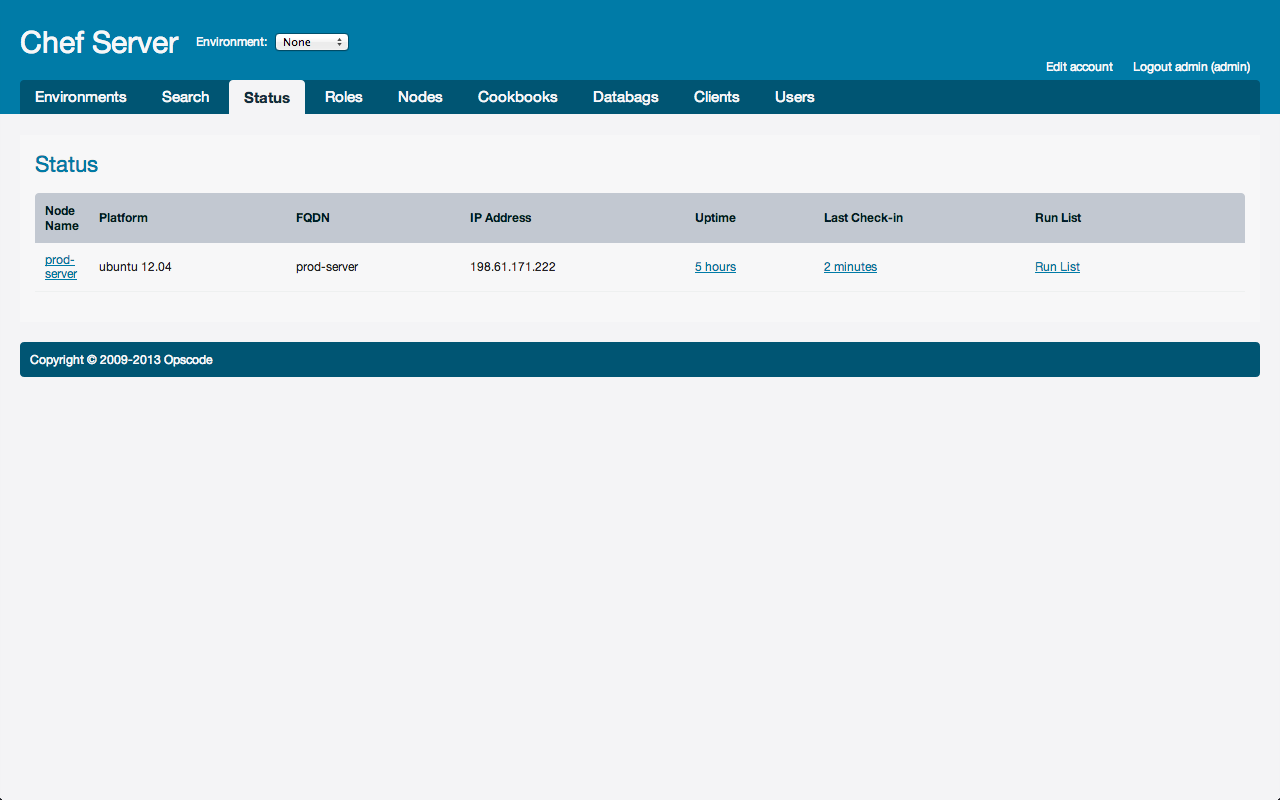 Chef Server Environment: None
Edit account Logout admin (admin)
Environments Search Status Roles Nodes Cookbooks Databags Clients Users
Status
Node Name Platform FQDN IP Address Uptime Last Check-in Run List
prod-server ubuntu 12.04 prod-server 198.61.171.222 5 hours 2 minutes Run List
Copyright © 2009-2013 Opscode